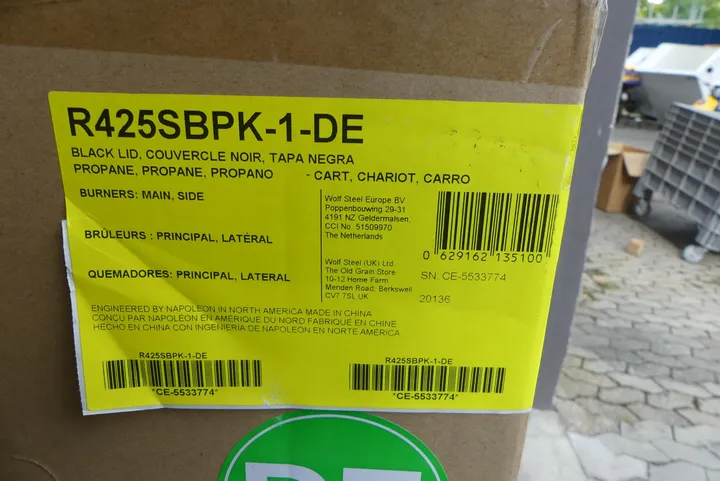 R425SBPK-1-DE
BLACK LID, COUVERCLE NOIR, TAPA NEGRA
PROPANE, PROPANE, PROPANO - CART, CHARIOT, CARRO
BURNERS: MAIN, SIDE
BRÛLEURS : PRINCIPAL, LATÉRAL
QUEMADORES: PRINCIPAL, LATERAL
Wolf Steel Europe BV
Poppenbouwing 29-31
4191 NZ Geldermalsen,
CCI No. 51509970
The Netherlands
Wolf Steel (UK) Ltd.
The Old Grain Store
10-12 Home Farm
Menden Road, Berkswell
CV7 7SL UK
0 629162 135100
SN. CE-5533774
20136
ENGINEERED BY NAPOLEON IN NORTH AMERICA MADE IN CHINA
CONÇU PAR NAPOLÉON EN AMÉRIQUE DU NORD FABRIQUÉ EN CHINE
HECHO EN CHINA CON INGENIERÍA DE NAPOLEON EN NORTE AMERICA
R425SBPK-1-DE
*CE-5533774*
R425SBPK-1-DE
*CE-5533774*
DE